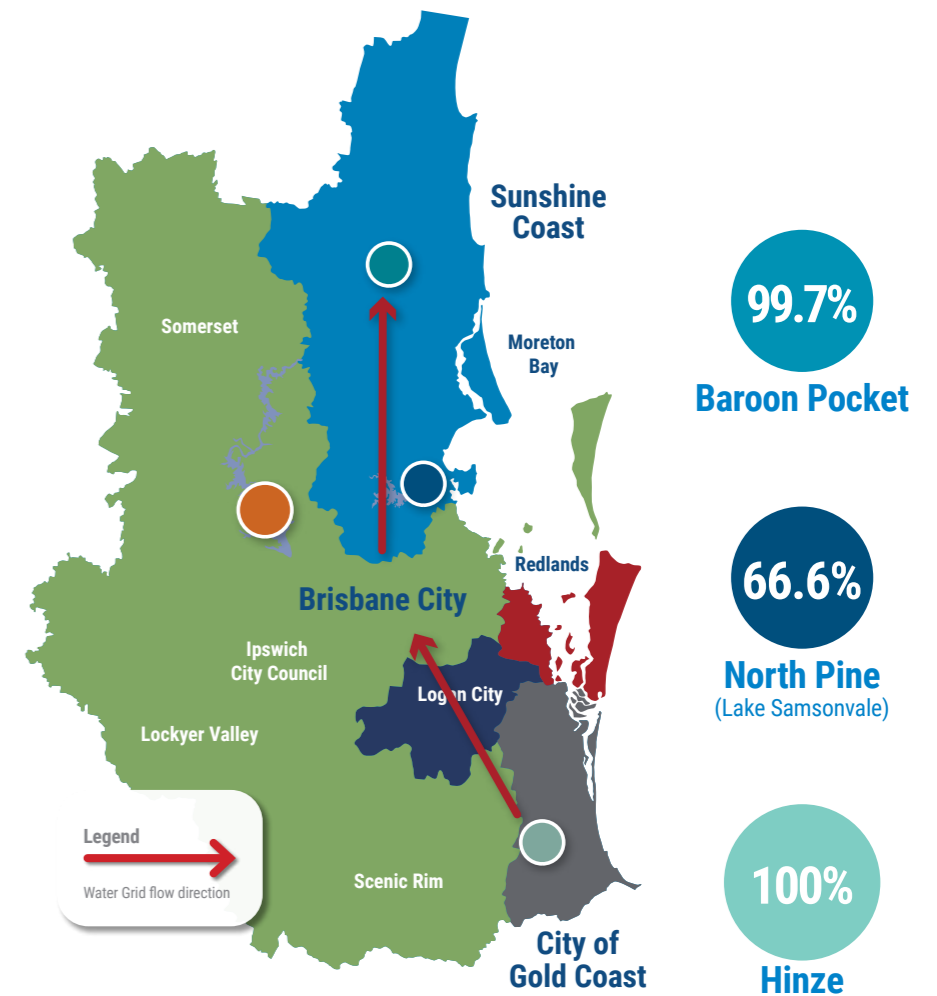 Sunshine
Coast
Somerset
Moreton
Bay
Redlands
Brisbane City
Ipswich
City Council
Logan City
Lockyer Valley
Legend
Water Grid flow direction
Scenic Rim
City of
Gold Coast
99.7%
Baroon Pocket
66.6%
North Pine
(Lake Samsonvale)
100%
Hinze